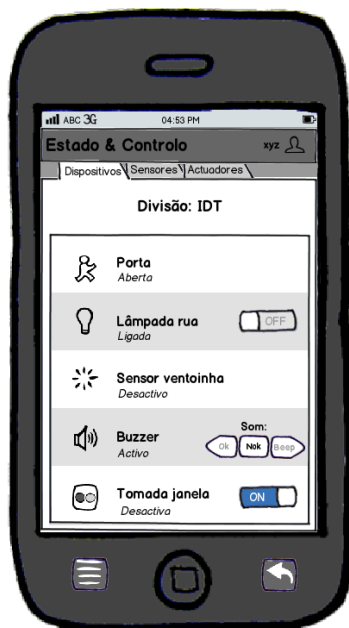 ABC 3G 04:53 PM
Estado & Controlo xyz
Dispositivos Sensores Actuadores
Divisão: IDT
Porta
Aberta
Lâmpada rua OFF
Ligada
Sensor ventoinha
Desactivo
Som:
Buzzer Ok Nok Beep
Activo
Tomada janela ON
Desactiva